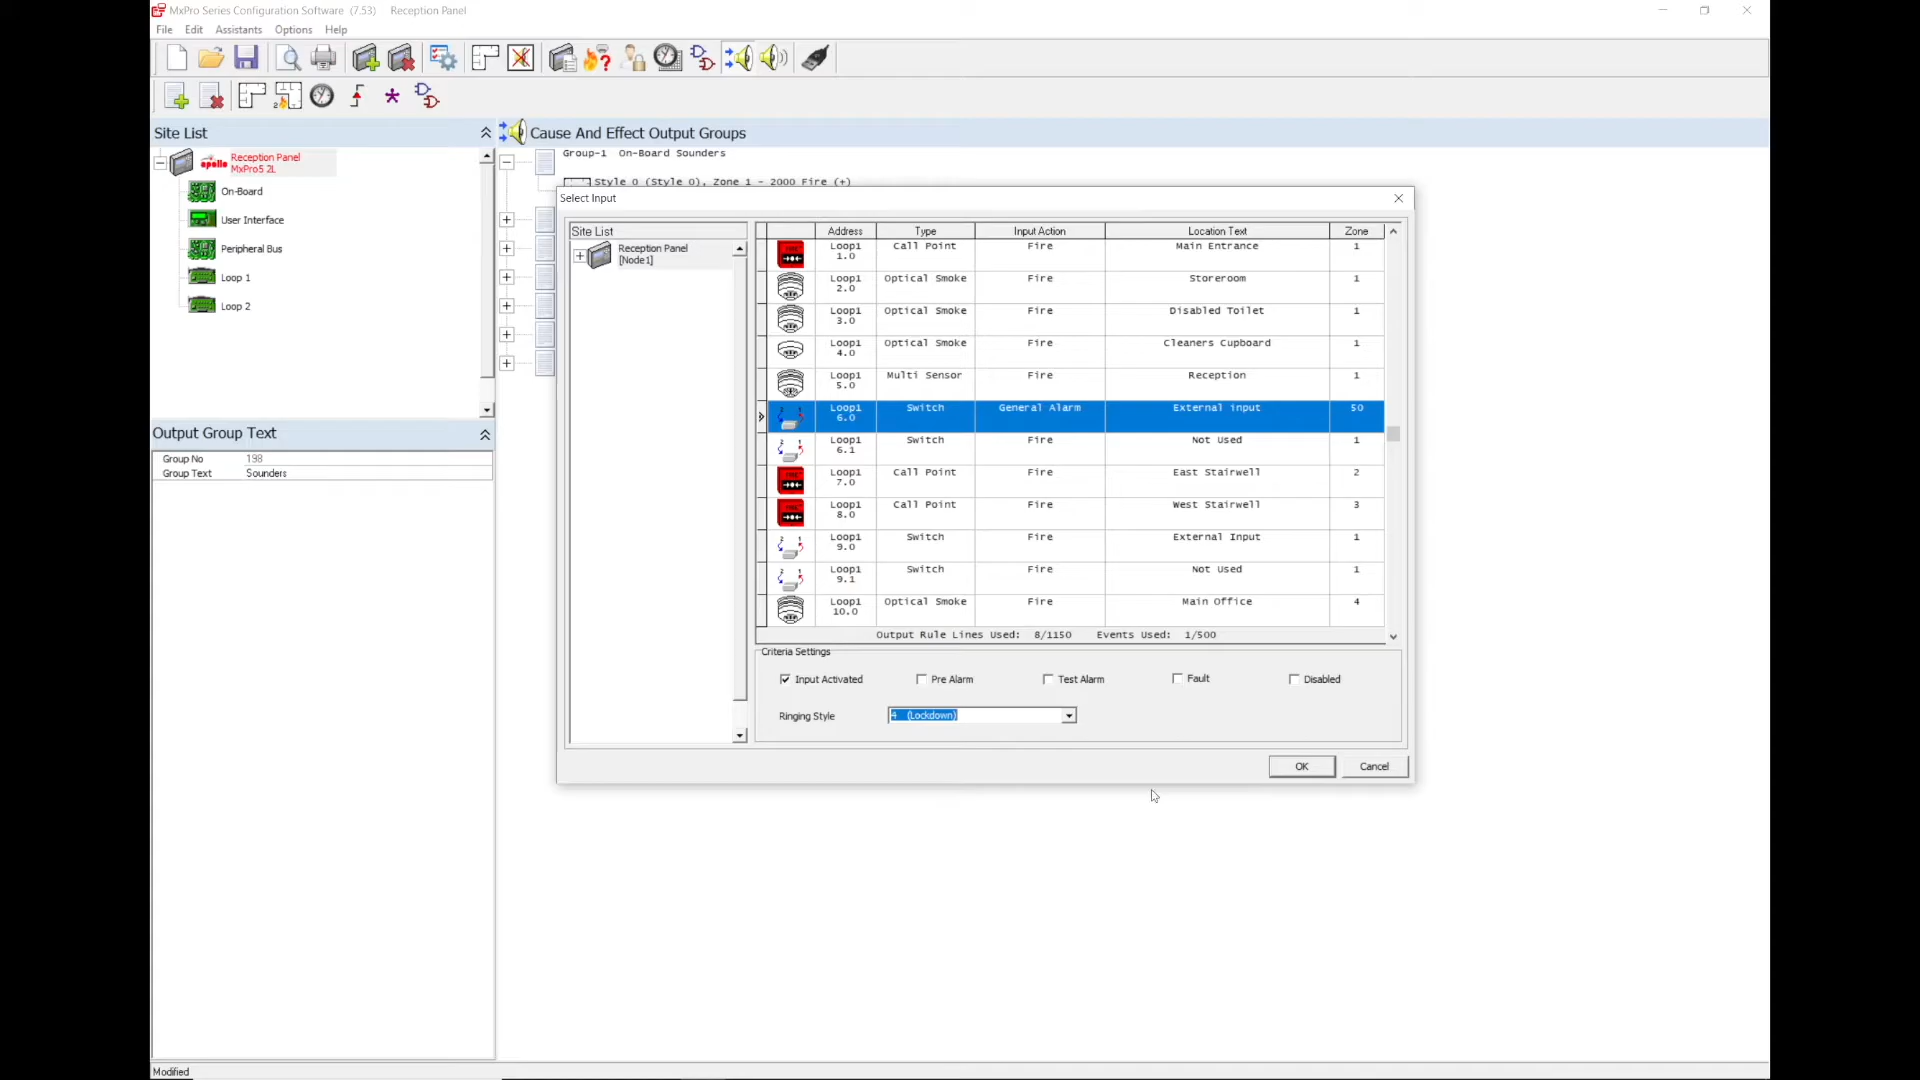 MxPro Series Configuration Software (7.53) Reception Panel
File Edit Assistants Options Help
Site List
Cause And Effect Output Groups
apollo Reception Panel
MxPro5 2L
On-Board
User Interface
Peripheral Bus
Loop 1
Loop 2
Group-1 On-Board Sounders
Style 0 (Style 0), Zone 1 - 2000 Fire (+)
Output Group Text
Group No 198
Group Text Sounders
Select Input
Site List
Reception Panel
[Node1]
Address Type Input Action Location Text Zone
Loop1 Call Point Fire Main Entrance 1
1.0
Loop1 Optical Smoke Fire Storeroom 1
2.0
Loop1 Optical Smoke Fire Disabled Toilet 1
3.0
Loop1 Optical Smoke Fire Cleaners Cupboard 1
4.0
Loop1 Multi Sensor Fire Reception 1
5.0
Loop1 Switch General Alarm External input 50
6.0
Loop1 Switch Fire Not Used 1
6.1
Loop1 Call Point Fire East Stairwell 2
7.0
Loop1 Call Point Fire West Stairwell 3
8.0
Loop1 Switch Fire External Input 1
9.0
Loop1 Switch Fire Not Used 1
9.1
Loop1 Optical Smoke Fire Main Office 4
10.0
Output Rule Lines Used: 8/1150 Events Used: 1/500
Criteria Settings
Input Activated Pre Alarm Test Alarm Fault Disabled
Ringing Style 4 (Lockdown)
OK Cancel
Modified